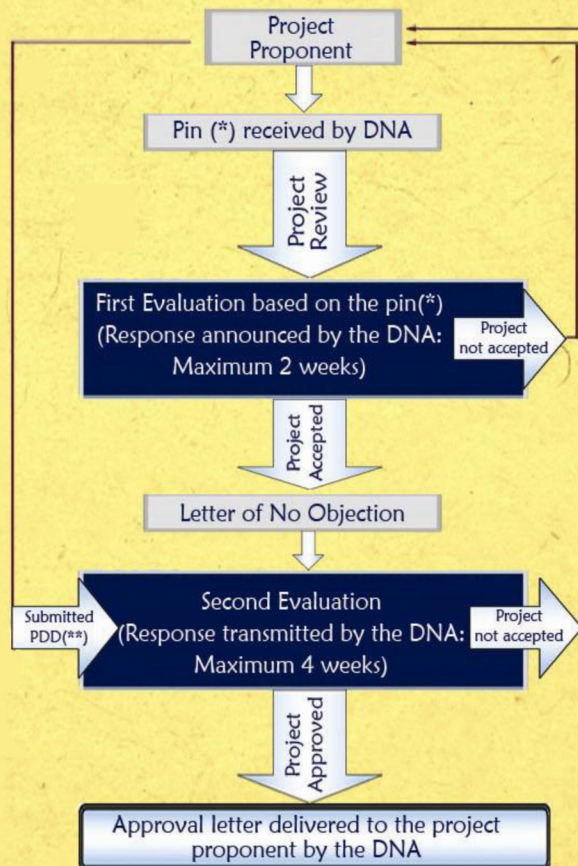 Project
Proponent
Pin (*) received by DNA
Project
Review
First Evaluation based on the pin(*)
(Response announced by the DNA:
Maximum 2 weeks)
Project
not accepted
Project
Accepted
Letter of No Objection
Submitted
PDD(**)
Second Evaluation
(Response transmitted by the DNA:
Maximum 4 weeks)
Project
not accepted
Project
Approved
Approval letter delivered to the project
proponent by the DNA